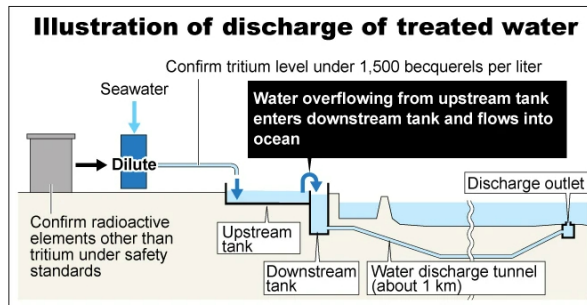 Illustration of discharge of treated water
Confirm tritium level under 1,500 becquerels per liter
Seawater
Water overflowing from upstream tank
enters downstream tank and flows into
ocean
Dilute
Discharge outlet
Confirm radioactive
elements other than
tritium under safety
standards
Upstream
tank
Downstream
tank
Water discharge tunnel
(about 1 km)